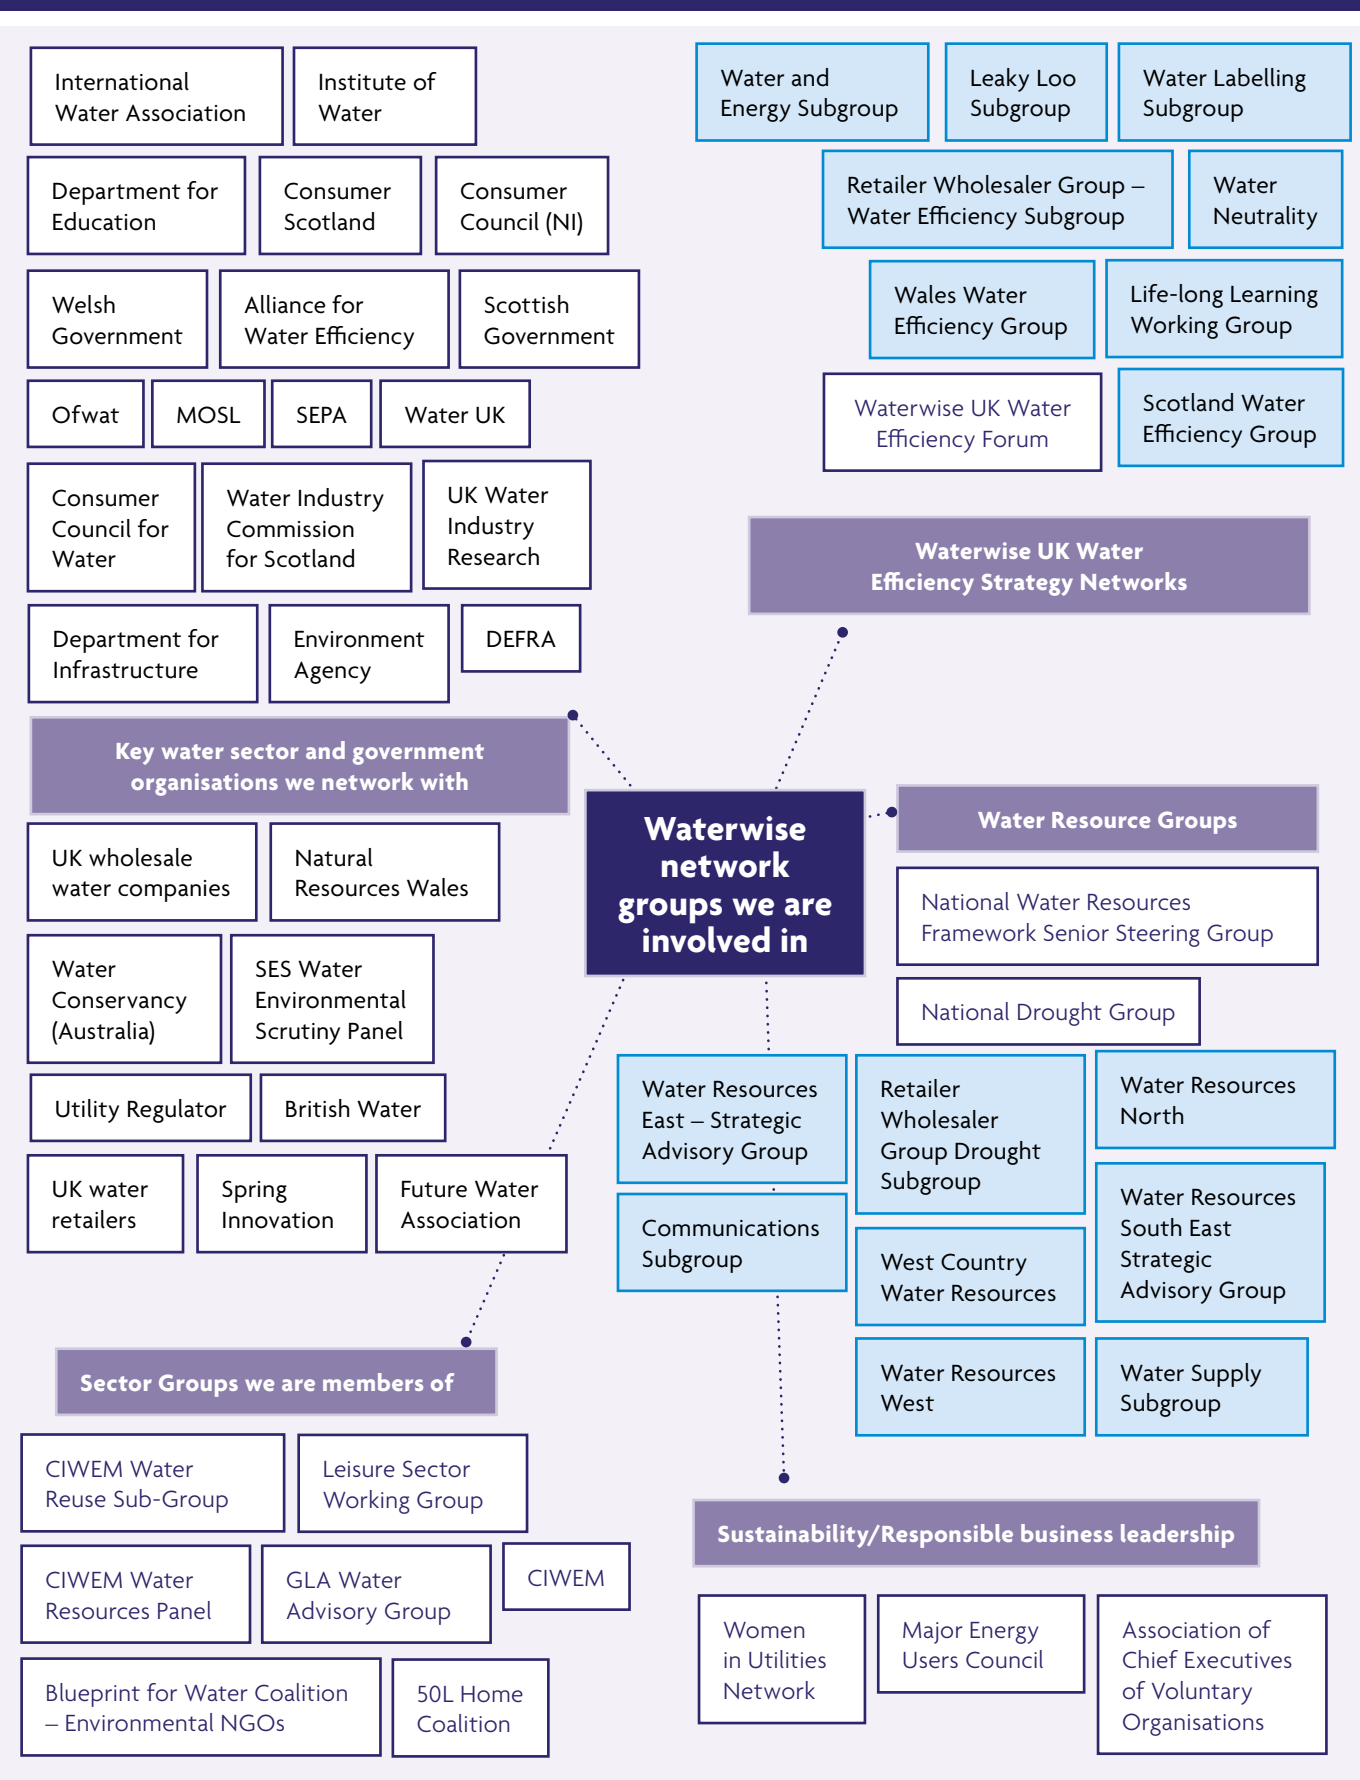 International
Water Association
Institute of
Water
Department for
Education
Consumer
Scotland
Consumer
Council (NI)
Welsh
Government
Alliance for
Water Efficiency
Scottish
Government
Ofwat
MOSL
SEPA
Water UK
Consumer
Council for
Water
Water Industry
Commission
for Scotland
UK Water
Industry
Research
Department for
Infrastructure
Environment
Agency
DEFRA
Key water sector and government
organisations we network with
UK wholesale
water companies
Natural
Resources Wales
Water
Conservancy
(Australia)
SES Water
Environmental
Scrutiny Panel
Utility Regulator
British Water
UK water
retailers
Spring
Innovation
Future Water
Association
Water and
Energy Subgroup
Leaky Loo
Subgroup
Water Labelling
Subgroup
Retailer Wholesaler Group –
Water Efficiency Subgroup
Water
Neutrality
Wales Water
Efficiency Group
Life-long Learning
Working Group
Waterwise UK Water
Efficiency Forum
Scotland Water
Efficiency Group
Waterwise UK Water
Efficiency Strategy Networks
Waterwise
network
groups we are
involved in
Water Resource Groups
National Water Resources
Framework Senior Steering Group
National Drought Group
Water Resources
East – Strategic
Advisory Group
Retailer
Wholesaler
Group Drought
Subgroup
Water Resources
North
Communications
Subgroup
West Country
Water Resources
Water Resources
South East
Strategic
Advisory Group
Water Resources
West
Water Supply
Subgroup
Sector Groups we are members of
CIWEM Water
Reuse Sub-Group
Leisure Sector
Working Group
CIWEM Water
Resources Panel
GLA Water
Advisory Group
CIWEM
Blueprint for Water Coalition
– Environmental NGOs
50L Home
Coalition
Sustainability/Responsible business leadership
Women
in Utilities
Network
Major Energy
Users Council
Association of
Chief Executives
of Voluntary
Organisations